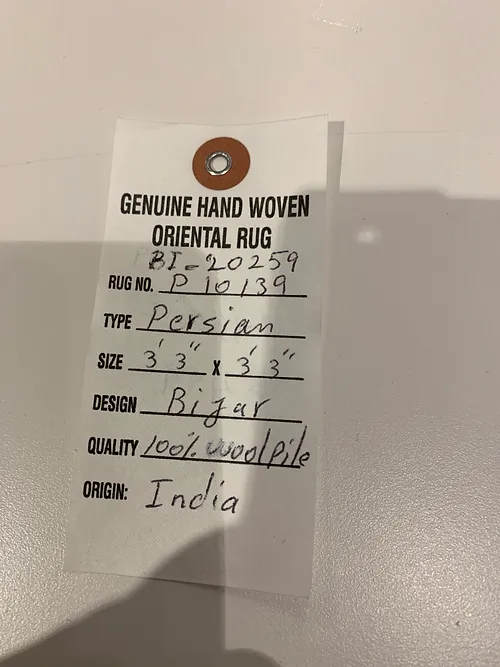 GENUINE HAND WOVEN
ORIENTAL RUG
BI-20259
RUG NO. P 10139
TYPE Persian
SIZE 3' 3" X 3' 3"
DESIGN Bijar
QUALITY 100% wool pile
ORIGIN: India